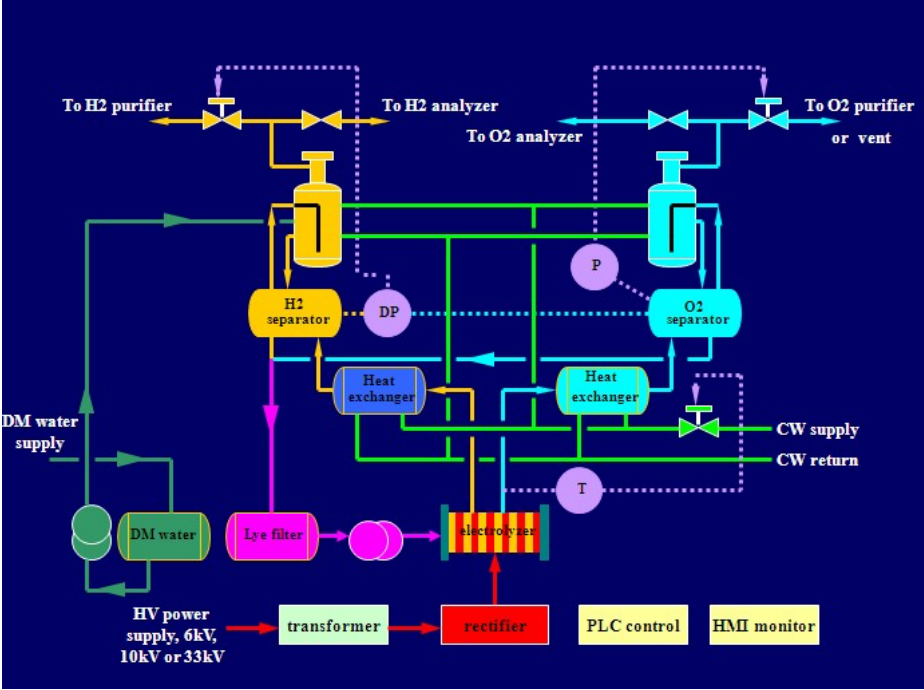 To H2 purifier
To H2 analyzer
To O2 analyzer
To O2 purifier
or vent
P
H2
separator
DP
O2
separator
Heat
exchanger
Heat
exchanger
DM water
supply
CW supply
CW return
T
DM water
Lye filter
electrolyzer
HV power
supply, 6kV,
10kV or 33kV
transformer
rectifier
PLC control
HMI monitor